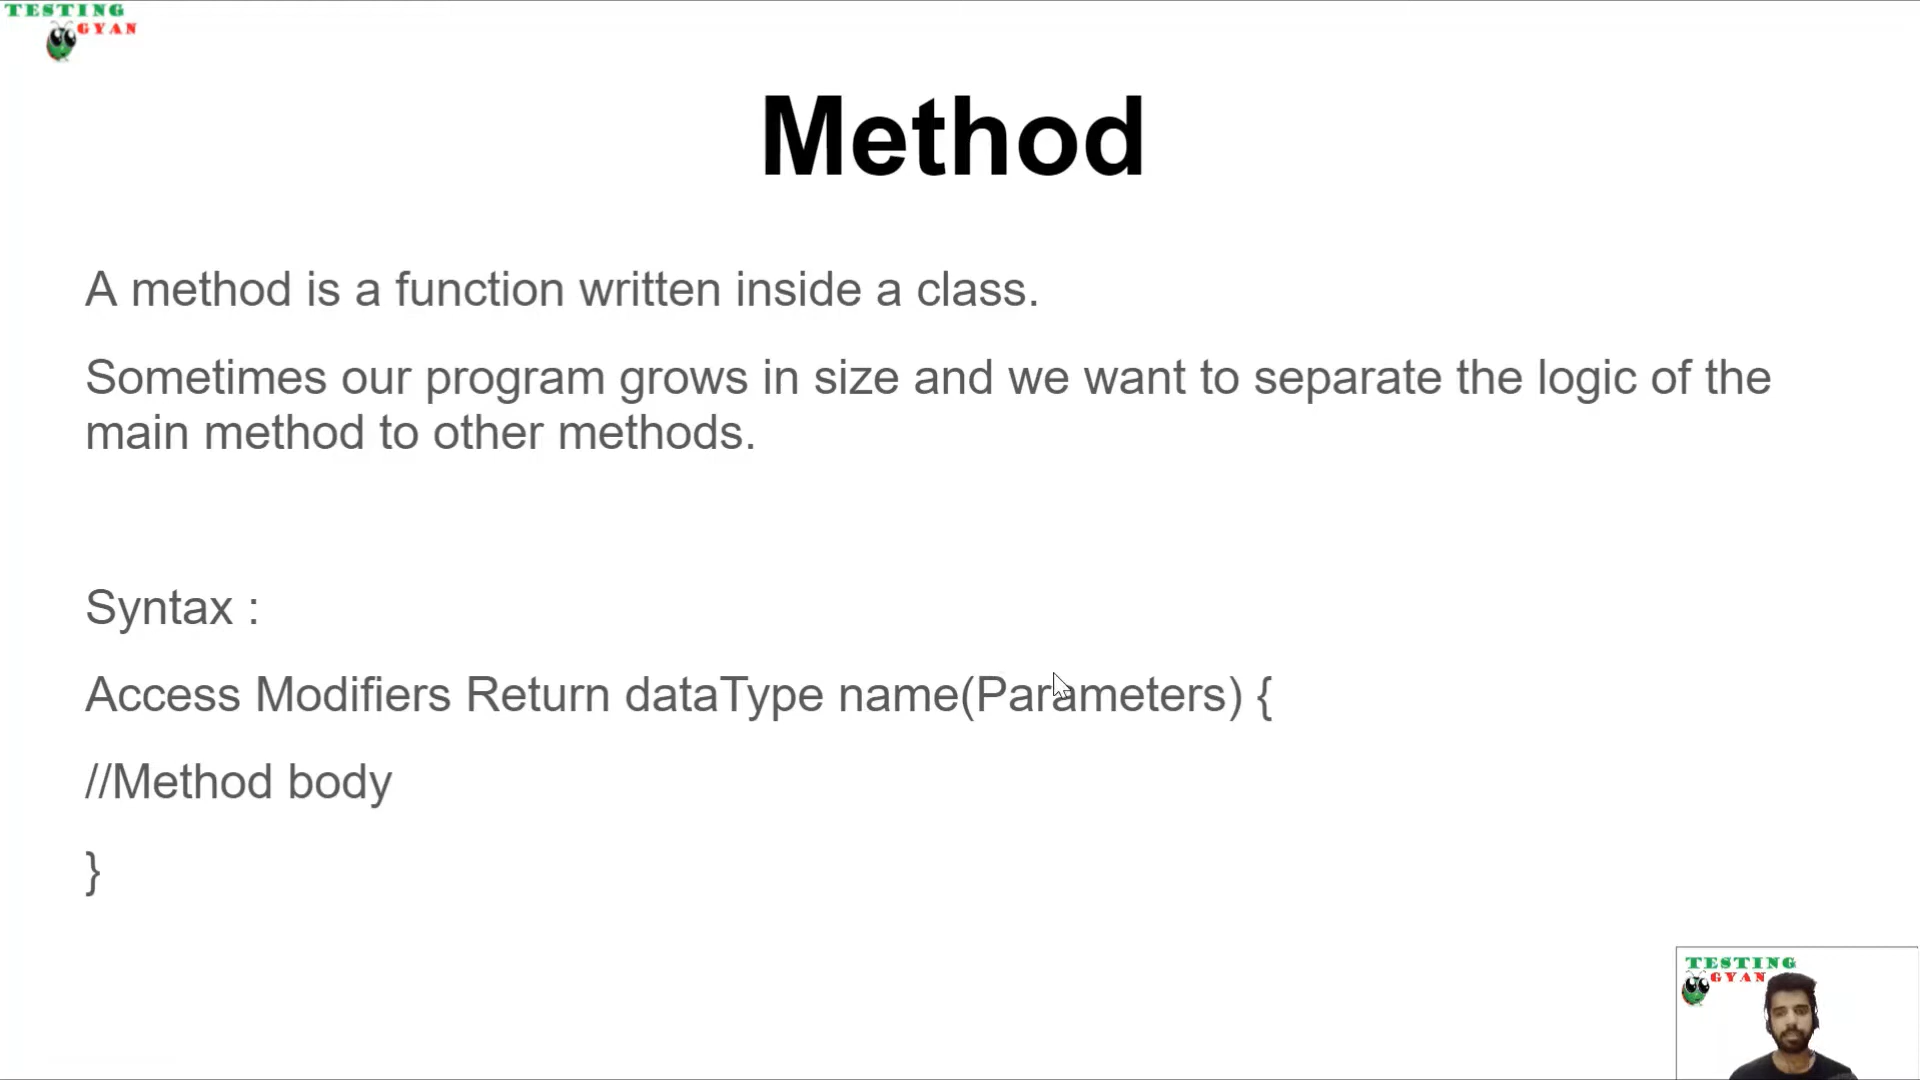 TESTING
GYAN
Method
A method is a function written inside a class.
Sometimes our program grows in size and we want to separate the logic of the
main method to other methods.
Syntax :
Access Modifiers Return dataType name(Parameters) {
//Method body
}
TESTING
GYAN